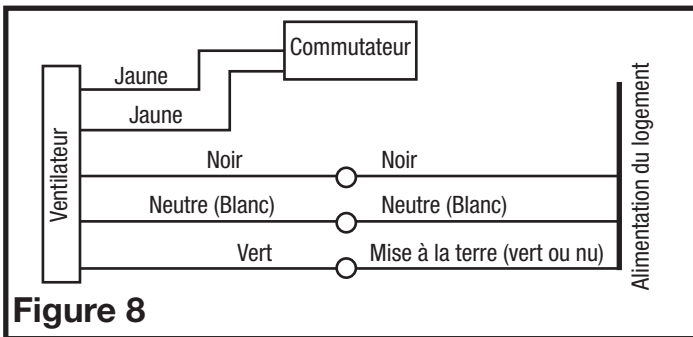 Commutateur
Jaune
Jaune
Ventilateur
Noir
Noir
Neutre (Blanc)
Neutre (Blanc)
Vert
Mise à la terre (vert ou nu)
Alimentation du logement
Figure 8